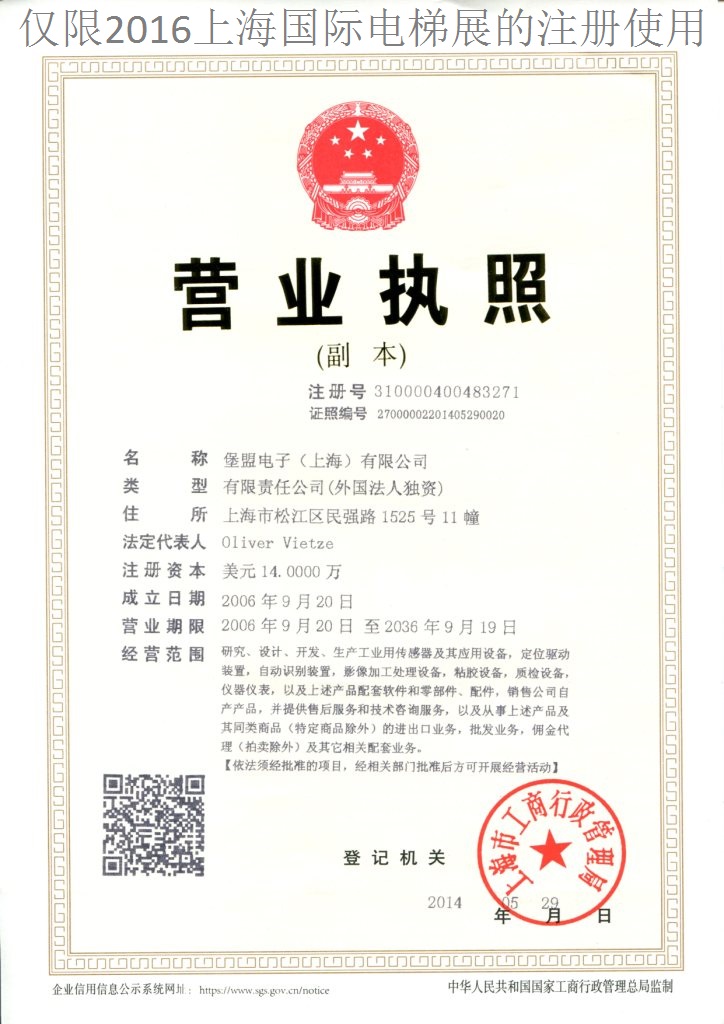 仅限2016上海国际电梯展的注册使用
营业执照
(副 本)
注册号 310000400483271
证照编号 27000002201405290020
名 称 堡盟电子（上海）有限公司
类 型 有限责任公司(外国法人独资)
住 所 上海市松江区民强路 1525 号 11 幢
法定代表人 Oliver Vietze
注册资本 美元 14.0000 万
成立日期 2006 年 9 月 20 日
营业期限 2006 年 9 月 20 日 至 2036 年 9 月 19 日
经营范围 研究、设计、开发、生产工业用传感器及其应用设备，定位驱动
装置，自动识别装置，影像加工处理设备，粘胶设备，质检设备，
仪器仪表，以及上述产品配套软件和零部件、配件，销售公司自
产产品，并提供售后服务和技术咨询服务，以及从事上述产品及
其同类商品（特定商品除外）的进出口业务，批发业务，佣金代
理（拍卖除外）及其它相关配套业务。
【依法须经批准的项目，经相关部门批准后方可开展经营活动】
登记机关
上海市工商行政管理局
2014 年 05 月 29 日
企业信用信息公示系统网址： https://www.sgs.gov.cn/notice
中华人民共和国国家工商行政管理总局监制